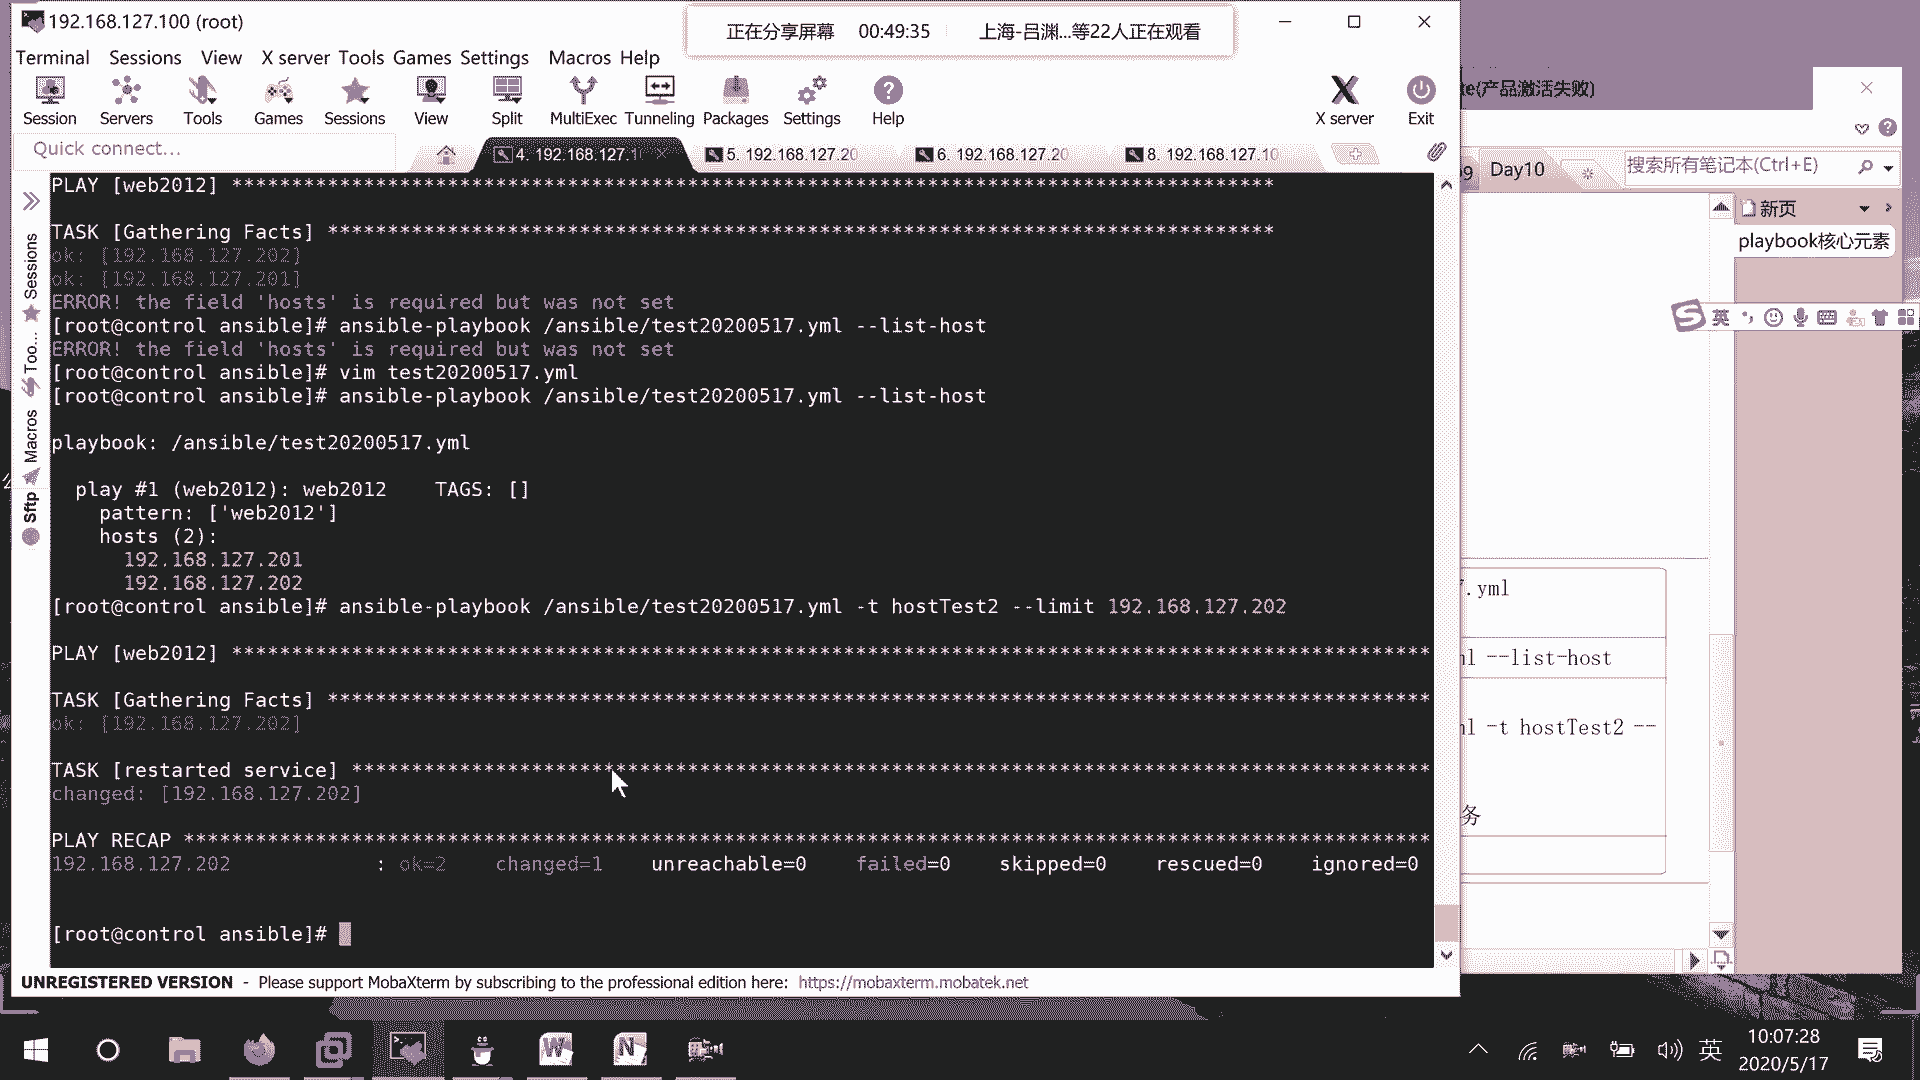 192.168.127.100 (root)
正在分享屏幕 00:49:35 上海-吕渊...等22人正在观看
Terminal Sessions View X server Tools Games Settings Macros Help
Session Servers Tools Games Sessions View Split MultiExec Tunneling Packages Settings Help X server Exit
Quick connect...
4. 192.168.127.10 5. 192.168.127.20 6. 192.168.127.20 8. 192.168.127.10
Sessions
Too...
Macros
Sftp
PLAY [web2012] **************************************************************************************
TASK [Gathering Facts] ******************************************************************************
ok: [192.168.127.202]
ok: [192.168.127.201]
ERROR! the field 'hosts' is required but was not set
[root@control ansible]# ansible-playbook /ansible/test20200517.yml --list-host
ERROR! the field 'hosts' is required but was not set
[root@control ansible]# vim test20200517.yml
[root@control ansible]# ansible-playbook /ansible/test20200517.yml --list-host
playbook: /ansible/test20200517.yml
play #1 (web2012): web2012 TAGS: []
pattern: ['web2012']
hosts (2):
192.168.127.201
192.168.127.202
[root@control ansible]# ansible-playbook /ansible/test20200517.yml -t hostTest2 --limit 192.168.127.202
PLAY [web2012] ***************************************************************************************************
TASK [Gathering Facts] *******************************************************************************************
ok: [192.168.127.202]
TASK [restarted service] *****************************************************************************************
changed: [192.168.127.202]
PLAY RECAP *******************************************************************************************************
192.168.127.202 : ok=2 changed=1 unreachable=0 failed=0 skipped=0 rescued=0 ignored=0
[root@control ansible]#
UNREGISTERED VERSION - Please support MobaXterm by subscribing to the professional edition here: https://mobaxterm.mobatek.net
te(产品激活失败)
9 Day10 搜索所有笔记本(Ctrl+E)
新页
playbook核心元素
英
7.yml
ml --list-host
ml -t hostTest2 --
务
英
10:07:28
2020/5/17